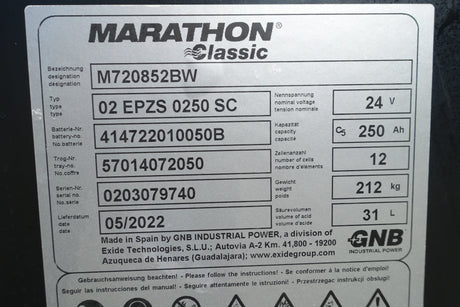 MARATHON
Classic
Bezeichnung
designation
désignation
M720852BW
Typ
type
type
02 EPZS 0250 SC
Nennspannung
nominal voltage
tension nominale
24 V
Batterie-Nr.
battery-no.
batterie-no.
414722010050B
Kapazität
capacity
capacité
C5 250 Ah
Trog-Nr.
tray-no.
No.coffre
57014072050
Zellenanzahl
number of cells
nombre d'elements
12
Serien-Nr.
serial no.
no.série
0203079740
Gewicht
weight
poids
212 kg
Lieferdatum
date
date
05/2022
Säurevolumen
volume of acid
volume d'acide
31 L
Made in Spain by GNB INDUSTRIAL POWER, a division of
Exide Technologies, S.L.U.; Autovia A-2 Km. 41,800 - 19200
Azuqueca de Henares (Guadalajara); www.exidegroup.com
GNB
INDUSTRIAL POWER
Gebrauchsanweisung beachten! - Please follow the instructions! - Se conformer à la notice d'emploi!
Seguir las instrucciones del manual! - Seguire attentamente le istruzioni! - Przestrzegać instrukcji obsługi!